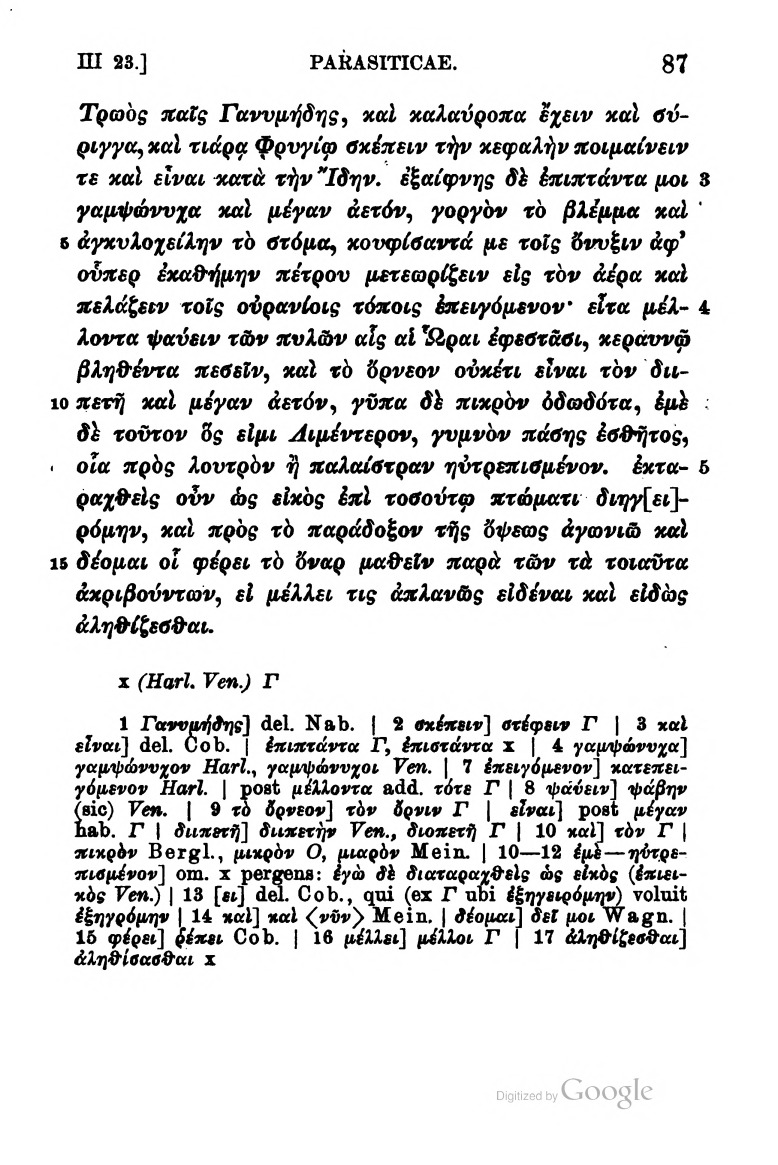 III 23.] PARASITICAE. 87
Τρωὸς παῖς Γανυμήδης, καὶ καλαύροπα ἔχειν καὶ σύ-
ριγγα, καὶ τιάρᾳ Φρυγίῳ σκέπειν τὴν κεφαλὴν ποιμαίνειν
τε καὶ εἶναι κατὰ τὴν Ἴδην. ἐξαίφνης δὲ ἐπιπτάντα μοι 3
γαμψώνυχα καὶ μέγαν ἀετόν, γοργὸν τὸ βλέμμα καὶ
5 ἀγκυλοχείλην τὸ στόμα, κουφίσαντά με τοῖς ὄνυξιν ἀφ’
οὗπερ ἐκαθήμην πέτρου μετεωρίζειν εἰς τὸν ἀέρα καὶ
πελάζειν τοῖς οὐρανίοις τόποις ἐπειγόμενον· εἶτα μέλ- 4
λοντα ψαύειν τῶν πυλῶν αἷς αἱ Ὧραι ἐφεστᾶσι, κεραυνῷ
βληθέντα πεσεῖν, καὶ τὸ ὄρνεον οὐκέτι εἶναι τὸν διι-
10 πετῆ καὶ μέγαν ἀετόν, γῦπα δὲ πικρὸν ὀδωδότα, ἐμὲ
δὲ τοῦτον ὅς εἰμι Λιμέντερον, γυμνὸν πάσης ἐσθῆτος,
οἷα πρὸς λουτρὸν ἢ παλαίστραν ηὐτρεπισμένον. ἐκτα- 5
ραχθεὶς οὖν ὡς εἰκὸς ἐπὶ τοσούτῳ πτώματι διηγ[ει]-
ρόμην, καὶ πρὸς τὸ παράδοξον τῆς ὄψεως ἀγωνιῶ καὶ
15 δέομαι οἷ φέρει τὸ ὄναρ μαθεῖν παρὰ τῶν τὰ τοιαῦτα
ἀκριβούντων, εἰ μέλλει τις ἀπλανῶς εἰδέναι καὶ εἰδὼς
ἀληθίζεσθαι.
x (Harl. Ven.) Γ
1 Γανυμήδης] del. Nab. | 2 σκέπειν] στέφειν Γ | 3 καὶ
εἶναι] del. Cob. | ἐπιπτάντα Γ, ἐπιστάντα x | 4 γαμψώνυχα]
γαμψώνυχον Harl., γαμψώνυχοι Ven. | 7 ἐπειγόμενον] κατεπει-
γόμενον Harl. | post μέλλοντα add. τότε Γ | 8 ψαύειν] ψάβην
(sic) Ven. | 9 τὸ ὄρνεον] τὸν ὄρνιν Γ | εἶναι] post μέγαν
hab. Γ | διιπετῆ] διιπετὴν Ven., διοπετῆ Γ | 10 καὶ] τὸν Γ |
πικρὸν Bergl., μικρὸν O, μιαρὸν Mein. | 10—12 ἐμὲ—ηὐτρε-
πισμένον] om. x pergens: ἐγὼ δὲ διαταραχθεὶς ὡς εἰκὸς (ἐπιει-
κὸς Ven.) | 13 [ει] del. Cob., qui (ex Γ ubi ἐξηγειρόμην) voluit
ἐξηγρόμην | 14 καὶ] καὶ ⟨νῦν⟩ Mein. | δέομαι] δεῖ μοι Wagn. |
15 φέρει] ῥέπει Cob. | 16 μέλλει] μέλλοι Γ | 17 ἀληθίζεσθαι]
ἀληθίσασθαι x
Digitized by Google